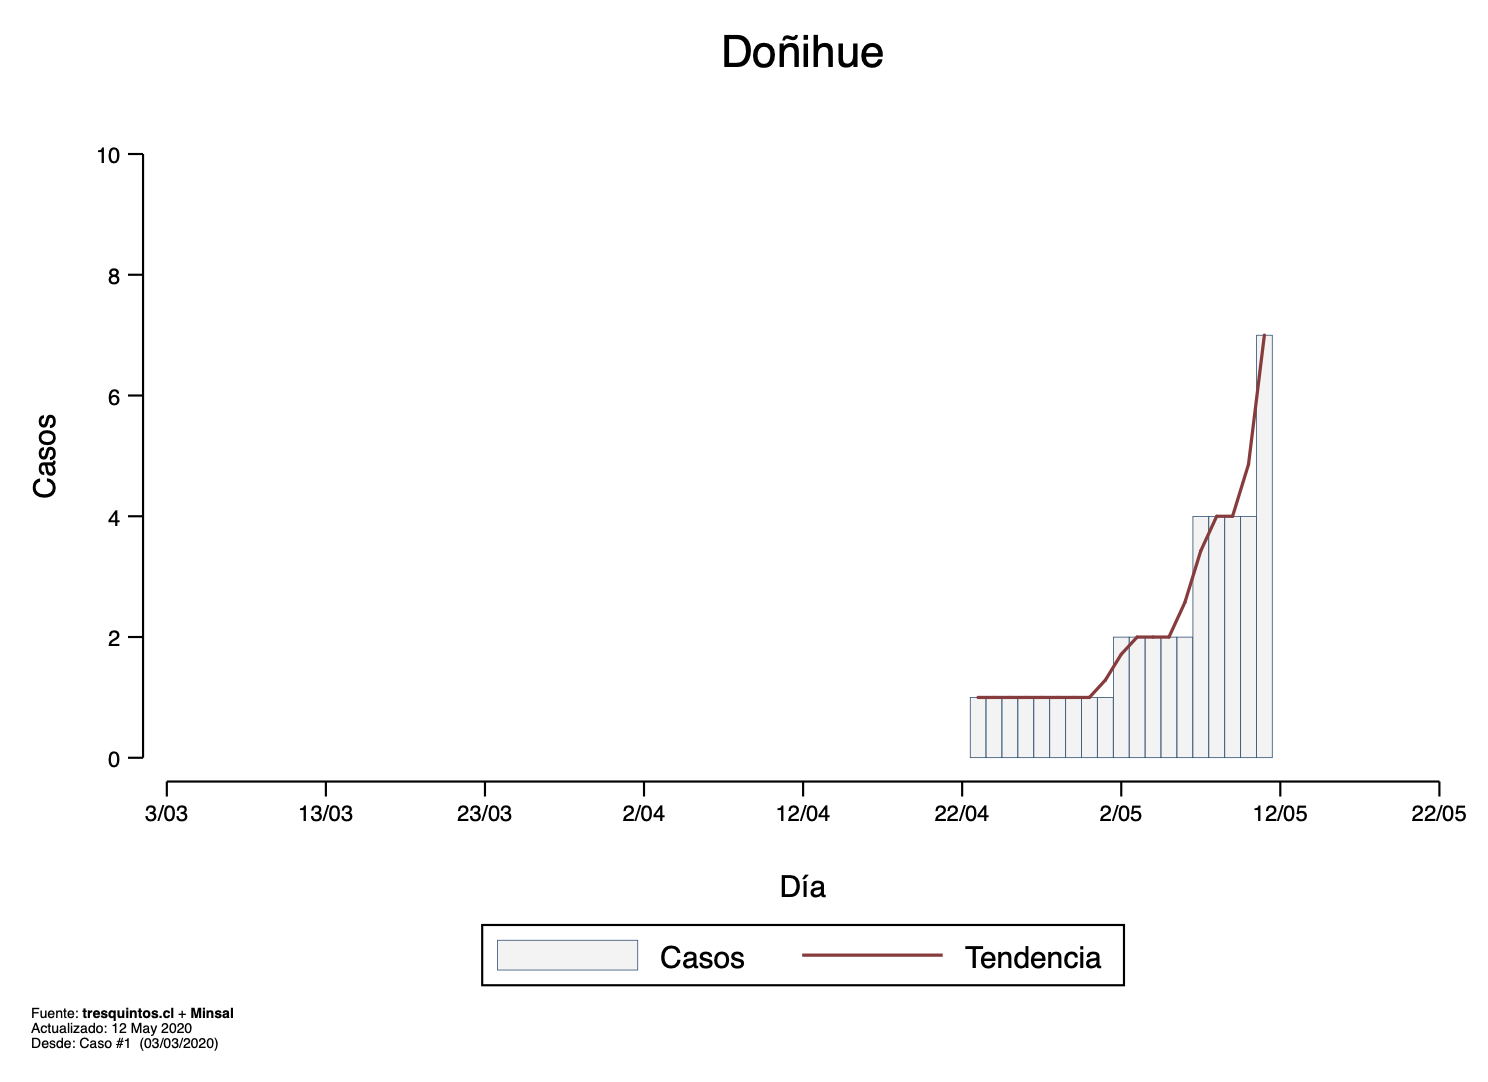 Doñihue
10
8
6
4
2
0
Casos
3/03 13/03 23/03 2/04 12/04 22/04 2/05 12/05 22/05
Día
Casos Tendencia
Fuente: tresquintos.cl + Minsal
Actualizado: 12 May 2020
Desde: Caso #1 (03/03/2020)